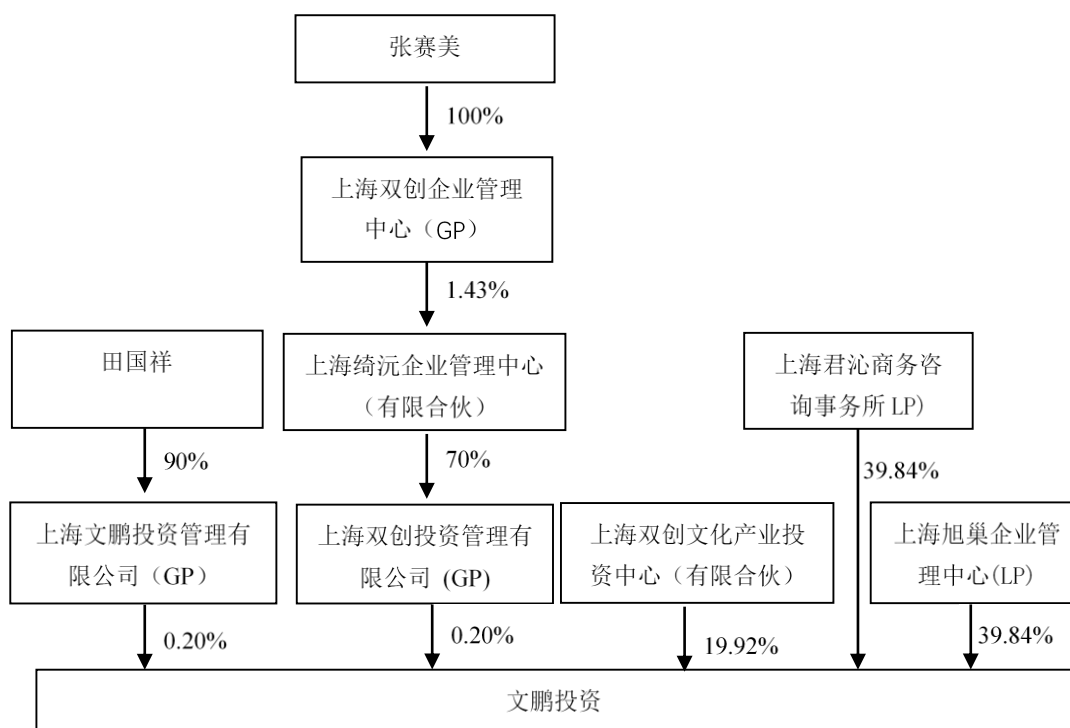 张赛美
100%
上海双创企业管理
中心（GP）
1.43%
田国祥
上海绮沅企业管理中心
（有限合伙）
上海君沁商务咨
询事务所 LP)
90%
70%
39.84%
上海文鹏投资管理有
限公司（GP）
上海双创投资管理有
限公司 (GP)
上海双创文化产业投
资中心（有限合伙）
上海旭巢企业管
理中心(LP)
0.20%
0.20%
19.92%
39.84%
文鹏投资